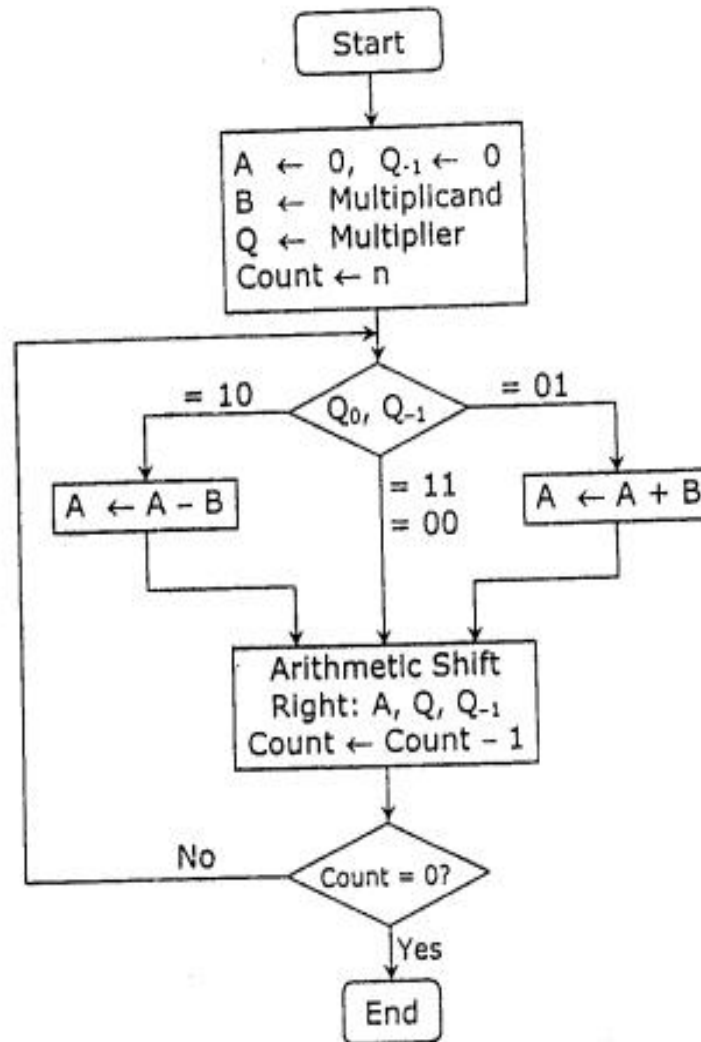 Start
A ← 0, Q₋₁ ← 0
B ← Multiplicand
Q ← Multiplier
Count ← n
= 10
Q₀, Q₋₁
= 01
A ← A – B
= 11
= 00
A ← A + B
Arithmetic Shift
Right: A, Q, Q₋₁
Count ← Count – 1
No
Count = 0?
Yes
End